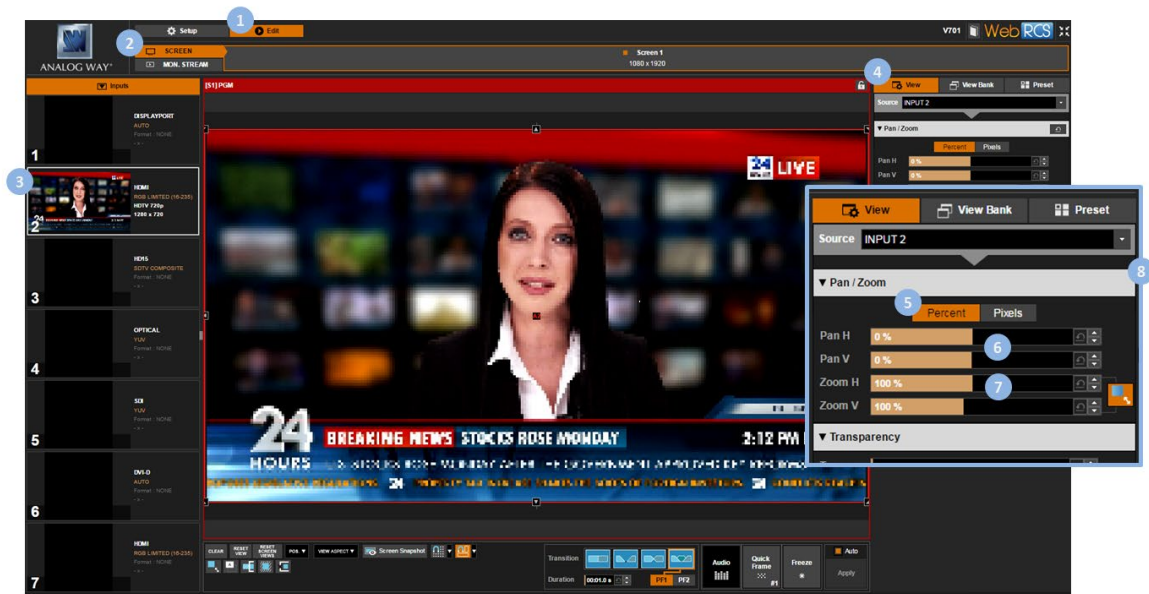 1
Setup
Edit
V701
Web RCS
2
SCREEN
MON. STREAM
Screen 1
1080 x 1920
ANALOG WAY®
Inputs
[S1] PGM
4
View
View Bank
Preset
Source INPUT 2
Pan / Zoom
Percent Pixels
Pan H 0 %
Pan V 0 %
DISPLAYPORT
AUTO
Format : NONE
- x -
1
3
HDMI
RGB LIMITED (16-235)
HDTV 720p
1280 x 720
24
2
HD15
SDTV COMPOSITE
Format : NONE
- x -
3
OPTICAL
YUV
Format : NONE
- x -
4
SDI
YUV
Format : NONE
- x -
5
DVI-D
AUTO
Format : NONE
- x -
6
HDMI
RGB LIMITED (16-235)
Format : NONE
- x -
7
24 LIVE
24
HOURS
BREAKING NEWS STOCKS ROSE MONDAY
2:12 PM
View
View Bank
Preset
Source INPUT 2
8
Pan / Zoom
5
Percent Pixels
Pan H 0 %
6
Pan V 0 %
Zoom H 100 %
7
Zoom V 100 %
Transparency
CLEAR
RESET VIEW
RESET SCREEN VIEWS
POS.
VIEW ASPECT
Screen Snapshot
Transition
Duration 00:01.0 s
PF1 PF2
Audio
Quick Frame
#1
Freeze
Auto
Apply